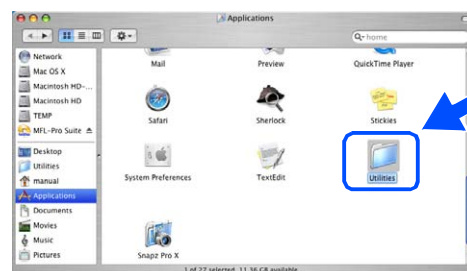 Applications
home
Network
Mac OS X
Macintosh HD-...
Macintosh HD
TEMP
MFL-Pro Suite
Desktop
Utilities
manual
Applications
Documents
Movies
Music
Pictures
Mail
Preview
QuickTime Player
Safari
Sherlock
Stickies
System Preferences
TextEdit
Utilities
Snapz Pro X
1 of 27 selected, 11.36 GB available